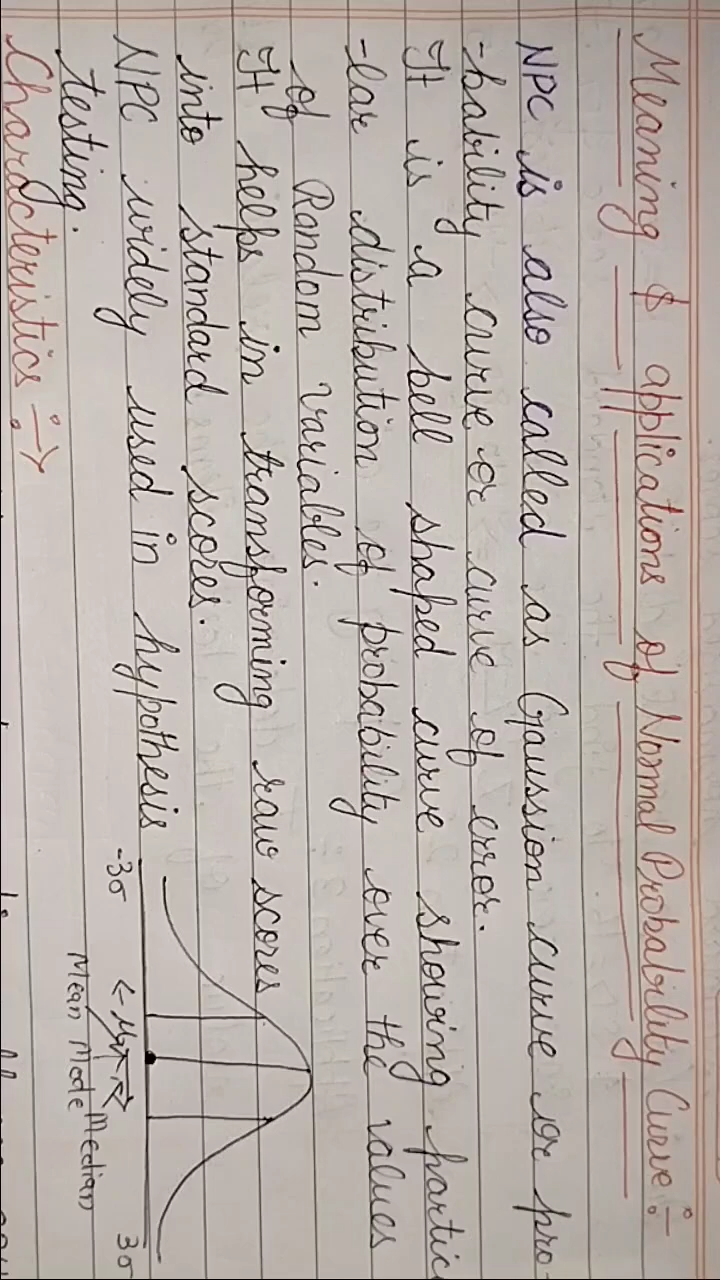 Meaning & applications of Normal Probability Curve :-
NPC is also called as Gaussion curve or pro
-bability curve or curve of error.
It is a bell shaped curve showing partic
-lar distribution of probability over the values
of Random variables.
It helps in transforming raw scores
into standard scores.
NPC widely used in hypothesis
testing.
-3σ
3σ
Mean Mode Median
Characteristics :→